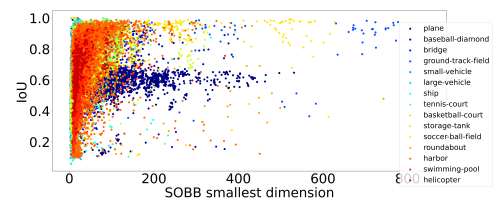 1.0
0.8
0.6
0.4
0.2
IoU
0 200 400 600 800
SOBB smallest dimension
plane
baseball-diamond
bridge
ground-track-field
small-vehicle
large-vehicle
ship
tennis-court
basketball-court
storage-tank
soccer-ball-field
roundabout
harbor
swimming-pool
helicopter